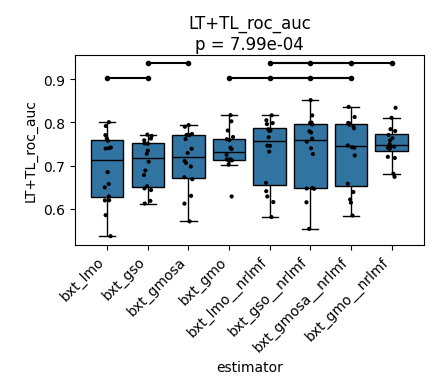 LT+TL_roc_auc
p = 7.99e-04
LT+TL_roc_auc
0.9
0.8
0.7
0.6
bxt_lmo
bxt_gso
bxt_gmosa
bxt_gmo
bxt_lmo__nrlmf
bxt_gso__nrlmf
bxt_gmosa__nrlmf
bxt_gmo__nrlmf
estimator